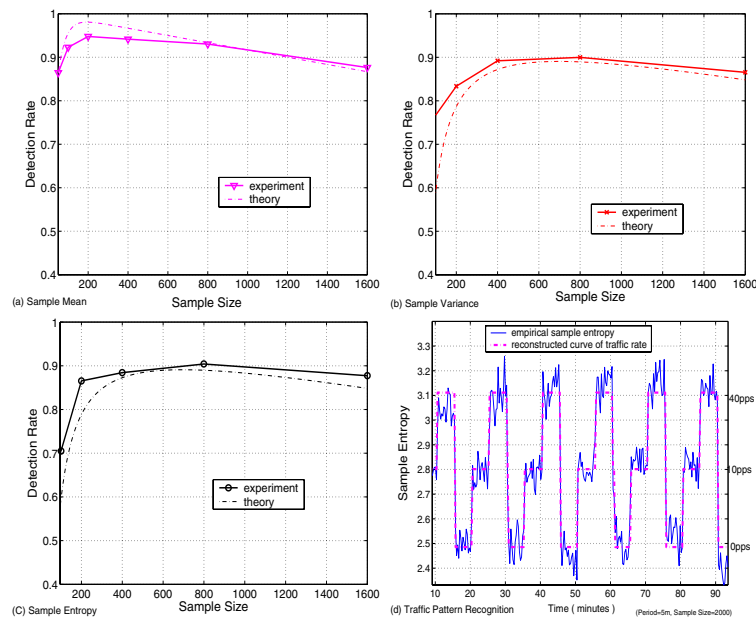 1
0.9
0.8
0.7
0.6
0.5
0.4
Detection Rate
experiment
theory
200 400 600 800 1000 1200 1400 1600
(a) Sample Mean
Sample Size
1
0.9
0.8
0.7
0.6
0.5
0.4
Detection Rate
experiment
theory
200 400 600 800 1000 1200 1400 1600
(b) Sample Variance
Sample Size
1
0.9
0.8
0.7
0.6
0.5
0.4
Detection Rate
experiment
theory
200 400 600 800 1000 1200 1400 1600
(C) Sample Entropy
Sample Size
empirical sample entropy
reconstructed curve of traffic rate
3.3
3.2
3.1
3
2.9
2.8
2.7
2.6
2.5
2.4
Sample Entropy
40pps
10pps
0pps
10 20 30 40 50 60 70 80 90
(d) Traffic Pattern Recognition
Time ( minutes )
(Period=5m, Sample Size=2000)